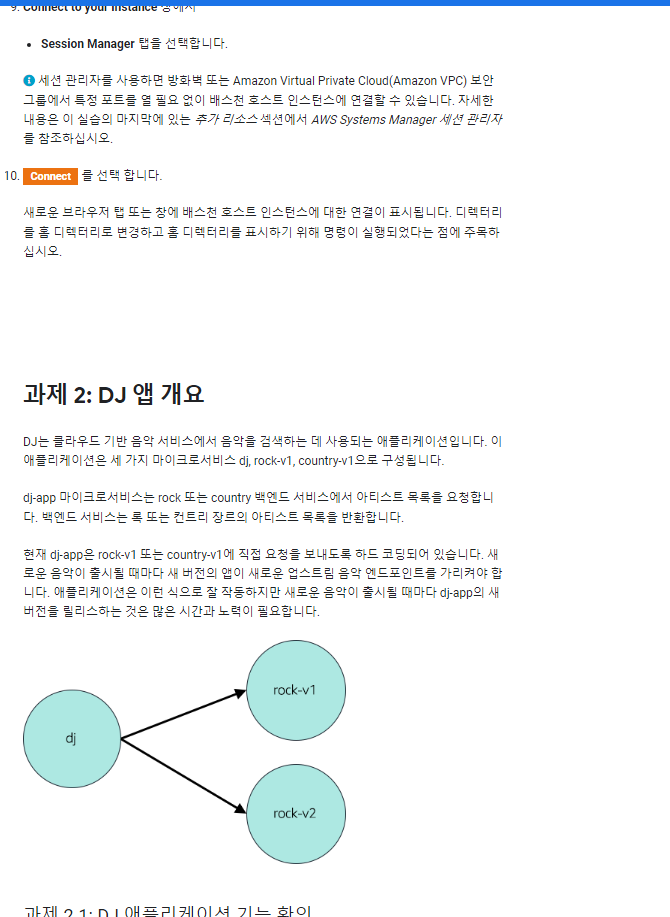 9. Connect to your instance 창에서
Session Manager 탭을 선택합니다.
세션 관리자를 사용하면 방화벽 또는 Amazon Virtual Private Cloud(Amazon VPC) 보안
그룹에서 특정 포트를 열 필요 없이 배스천 호스트 인스턴스에 연결할 수 있습니다. 자세한
내용은 이 실습의 마지막에 있는 추가 리소스 섹션에서 AWS Systems Manager 세션 관리자
를 참조하십시오.
10. Connect 를 선택 합니다.
새로운 브라우저 탭 또는 창에 배스천 호스트 인스턴스에 대한 연결이 표시됩니다. 디렉터리
를 홈 디렉터리로 변경하고 홈 디렉터리를 표시하기 위해 명령이 실행되었다는 점에 주목하
십시오.
과제 2: DJ 앱 개요
DJ는 클라우드 기반 음악 서비스에서 음악을 검색하는 데 사용되는 애플리케이션입니다. 이
애플리케이션은 세 가지 마이크로서비스 dj, rock-v1, country-v1으로 구성됩니다.
dj-app 마이크로서비스는 rock 또는 country 백엔드 서비스에서 아티스트 목록을 요청합니
다. 백엔드 서비스는 록 또는 컨트리 장르의 아티스트 목록을 반환합니다.
현재 dj-app은 rock-v1 또는 country-v1에 직접 요청을 보내도록 하드 코딩되어 있습니다. 새
로운 음악이 출시될 때마다 새 버전의 앱이 새로운 업스트림 음악 엔드포인트를 가리켜야 합
니다. 애플리케이션은 이런 식으로 잘 작동하지만 새로운 음악이 출시될 때마다 dj-app의 새
버전을 릴리스하는 것은 많은 시간과 노력이 필요합니다.
rock-v1
dj
rock-v2
과제 2.1: DJ 애플리케이션 기능 확인